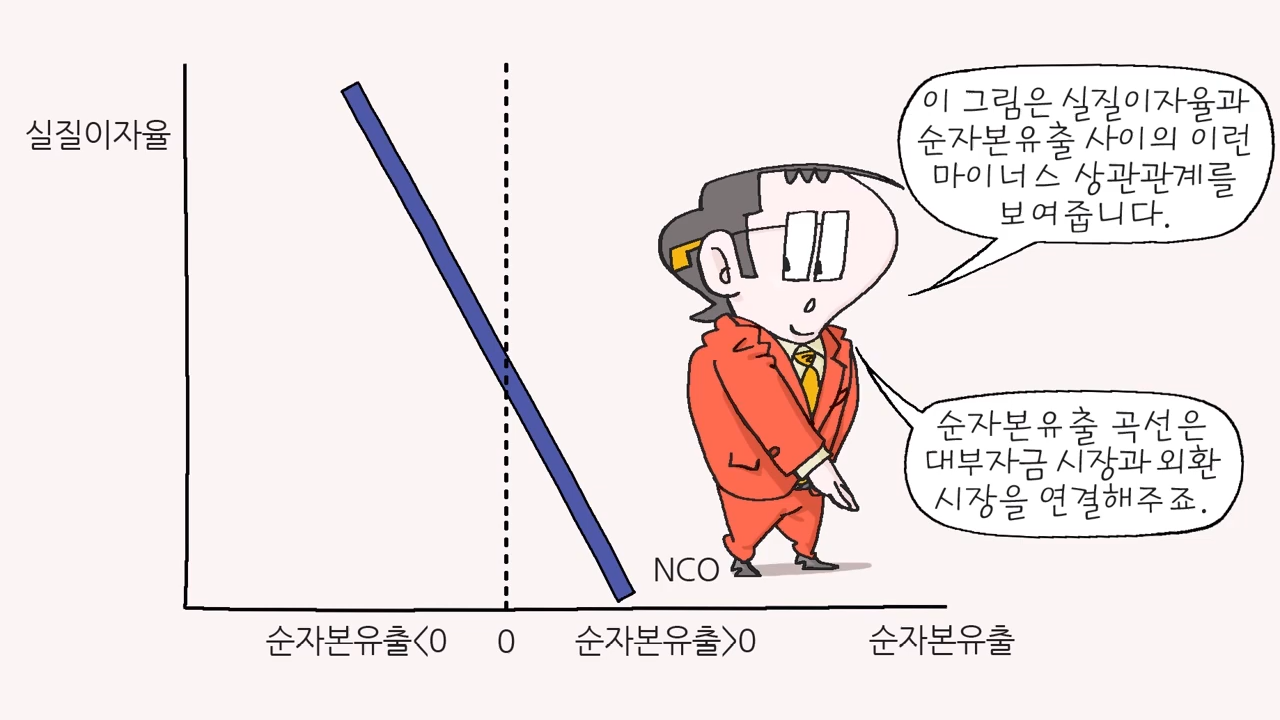 이 그림은 실질이자율과
순자본유출 사이의 이런
마이너스 상관관계를
보여줍니다.
실질이자율
순자본유출 곡선은
대부자금 시장과 외환
시장을 연결해주죠.
NCO
순자본유출<0
0
순자본유출>0
순자본유출